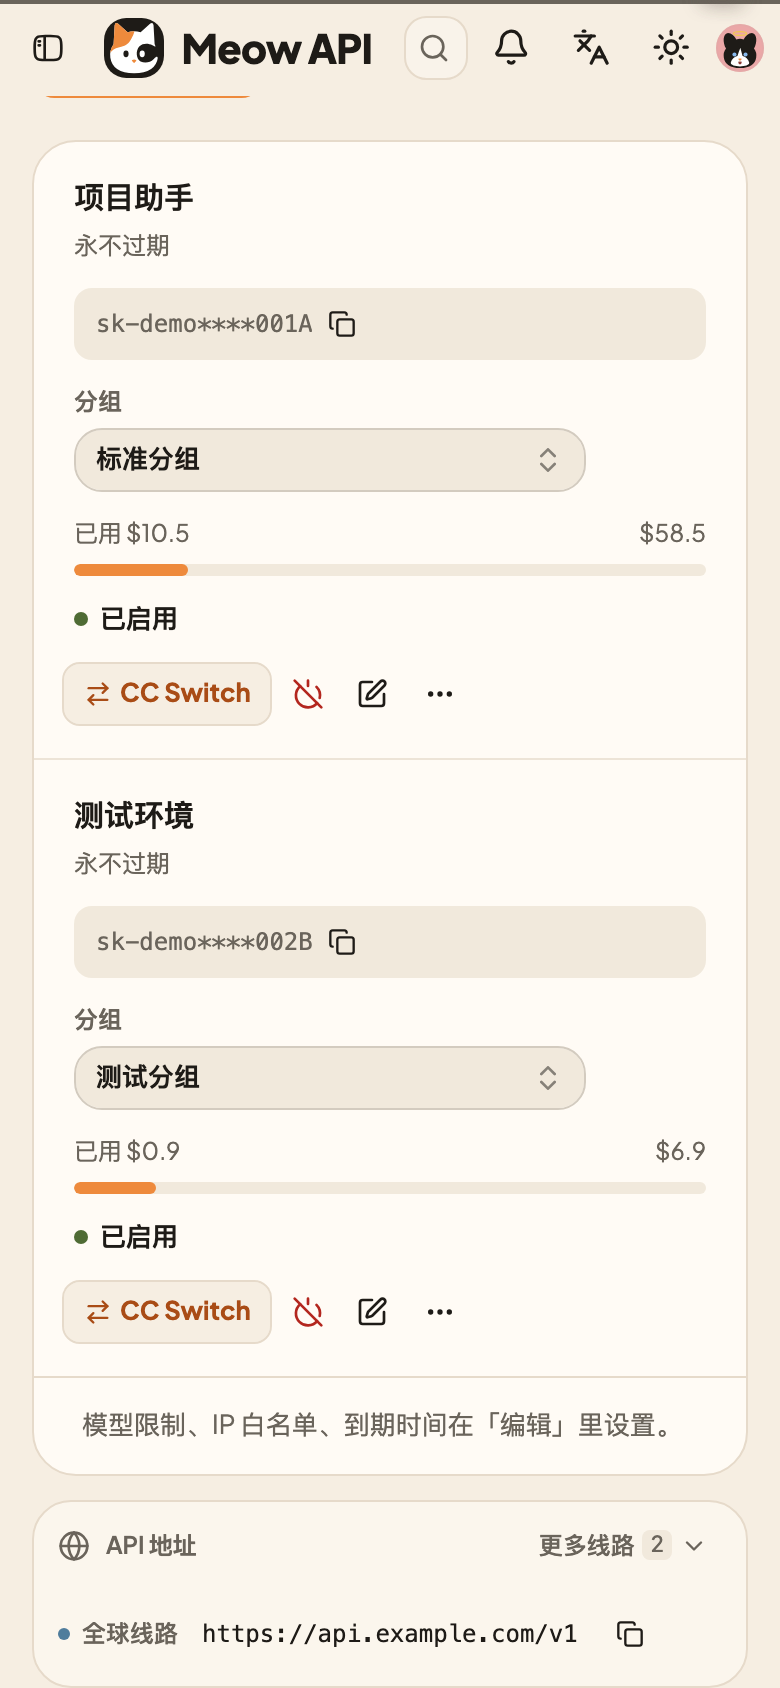 Meow API
项目助手
永不过期
sk-demo****001A
分组
标准分组
已用 $10.5 $58.5
已启用
CC Switch
测试环境
永不过期
sk-demo****002B
分组
测试分组
已用 $0.9 $6.9
已启用
CC Switch
模型限制、IP 白名单、到期时间在「编辑」里设置。
API 地址 更多线路 2
全球线路 https://api.example.com/v1